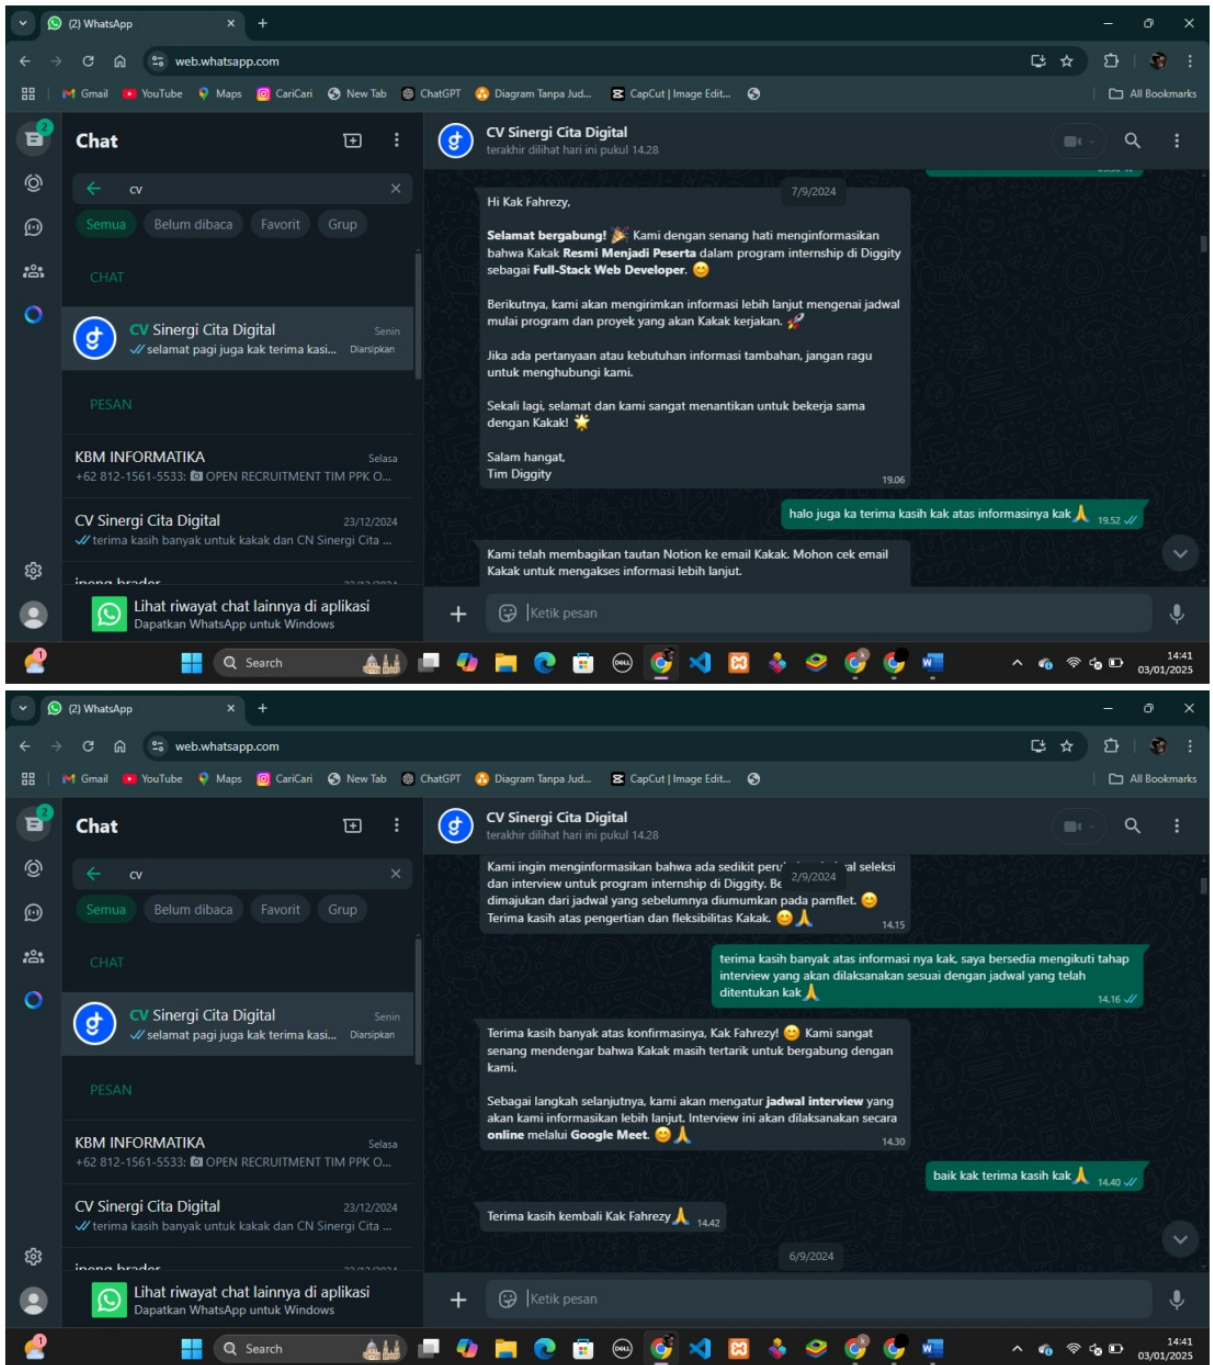 (2) WhatsApp
web.whatsapp.com
Gmail YouTube Maps CariCari New Tab ChatGPT Diagram Tanpa Jud... CapCut | Image Edit... All Bookmarks
2
Chat
cv
Semua Belum dibaca Favorit Grup
CHAT
CV Sinergi Cita Digital Senin
selamat pagi juga kak terima kasi... Diarsipkan
PESAN
KBM INFORMATIKA Selasa
+62 812-1561-5533: OPEN RECRUITMENT TIM PPK O...
CV Sinergi Cita Digital 23/12/2024
terima kasih banyak untuk kakak dan CN Sinergi Cita ...
ipeng brader
Lihat riwayat chat lainnya di aplikasi
Dapatkan WhatsApp untuk Windows
CV Sinergi Cita Digital
terakhir dilihat hari ini pukul 14.28
7/9/2024
Hi Kak Fahrezy,
Selamat bergabung! 🎉 Kami dengan senang hati menginformasikan
bahwa Kakak Resmi Menjadi Peserta dalam program internship di Diggity
sebagai Full-Stack Web Developer. 😊
Berikutnya, kami akan mengirimkan informasi lebih lanjut mengenai jadwal
mulai program dan proyek yang akan Kakak kerjakan. 🚀
Jika ada pertanyaan atau kebutuhan informasi tambahan, jangan ragu
untuk menghubungi kami.
Sekali lagi, selamat dan kami sangat menantikan untuk bekerja sama
dengan Kakak! 🌟
Salam hangat,
Tim Diggity
19.06
halo juga ka terima kasih kak atas informasinya kak 🙏 19.52
Kami telah membagikan tautan Notion ke email Kakak. Mohon cek email
Kakak untuk mengakses informasi lebih lanjut.
Ketik pesan
1
Search
DELL
14:41
03/01/2025
(2) WhatsApp
web.whatsapp.com
Gmail YouTube Maps CariCari New Tab ChatGPT Diagram Tanpa Jud... CapCut | Image Edit... All Bookmarks
2
Chat
cv
Semua Belum dibaca Favorit Grup
CHAT
CV Sinergi Cita Digital Senin
selamat pagi juga kak terima kasi... Diarsipkan
PESAN
KBM INFORMATIKA Selasa
+62 812-1561-5533: OPEN RECRUITMENT TIM PPK O...
CV Sinergi Cita Digital 23/12/2024
terima kasih banyak untuk kakak dan CN Sinergi Cita ...
Lihat riwayat chat lainnya di aplikasi
Dapatkan WhatsApp untuk Windows
CV Sinergi Cita Digital
terakhir dilihat hari ini pukul 14.28
Kami ingin menginformasikan bahwa ada sedikit seleksi
2/9/2024
dan interview untuk program internship di Diggity.
dimajukan dari jadwal yang sebelumnya diumumkan pada pamflet. 😊
Terima kasih atas pengertian dan fleksibilitas Kakak. 😊🙏 14.15
terima kasih banyak atas informasi nya kak, saya bersedia mengikuti tahap
interview yang akan dilaksanakan sesuai dengan jadwal yang telah
ditentukan kak 🙏 14.16
Terima kasih banyak atas konfirmasinya, Kak Fahrezy! 😊 Kami sangat
senang mendengar bahwa Kakak masih tertarik untuk bergabung dengan
kami.
Sebagai langkah selanjutnya, kami akan mengatur jadwal interview yang
akan kami informasikan lebih lanjut. Interview ini akan dilaksanakan secara
online melalui Google Meet. 😊🙏 14.30
baik kak terima kasih kak 🙏 14.40
Terima kasih kembali Kak Fahrezy 🙏 14.42
6/9/2024
Ketik pesan
1
Search
DELL
14:41
03/01/2025